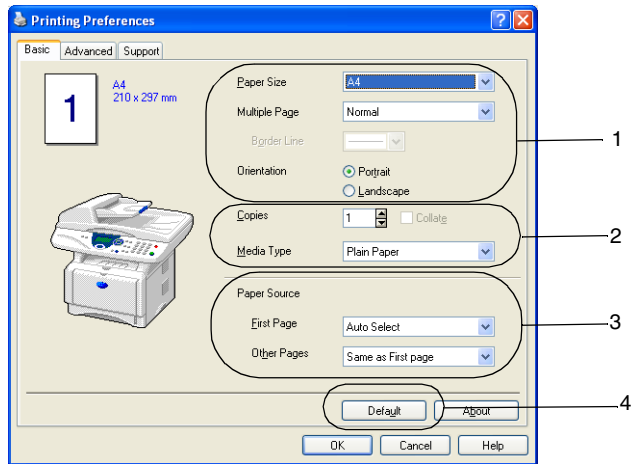 Printing Preferences
Basic Advanced Support
1
A4
210 x 297 mm
Paper Size A4
Multiple Page Normal
Border Line
Orientation Portrait
Landscape
1
Copies 1 Collate
Media Type Plain Paper
2
Paper Source
First Page Auto Select
Other Pages Same as First page
3
Default About
4
OK Cancel Help